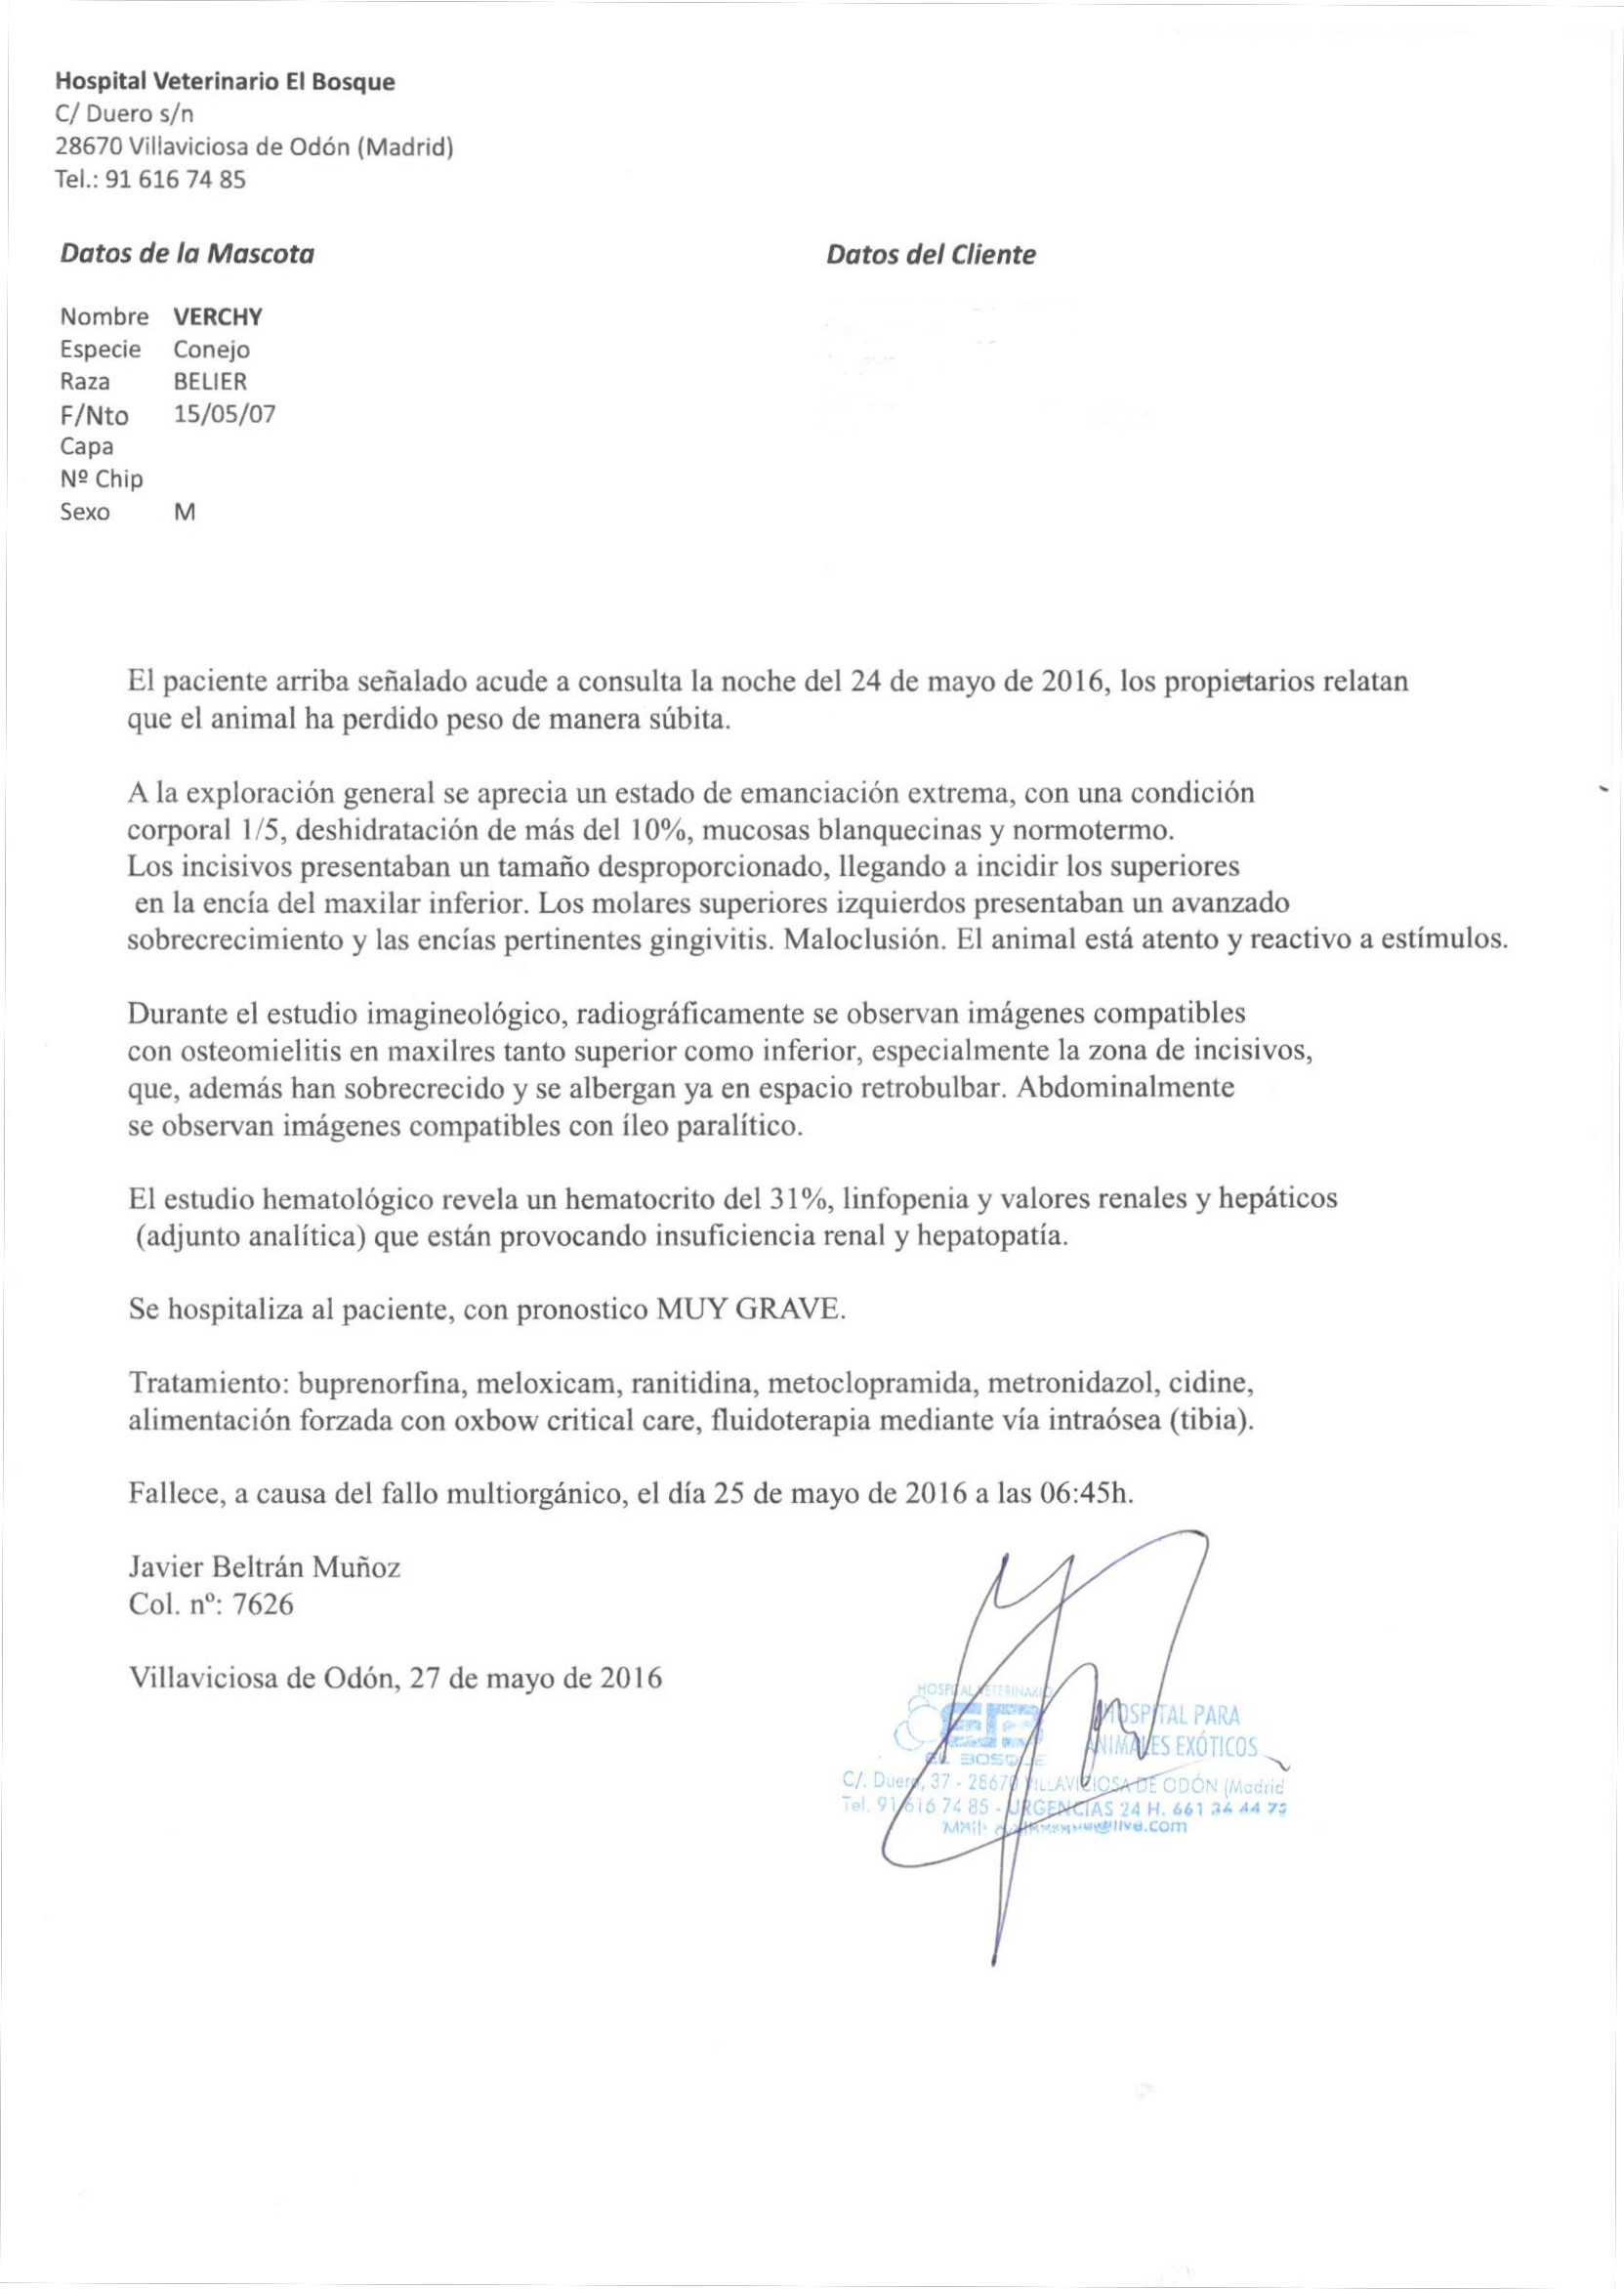 Hospital Veterinario El Bosque
C/ Duero s/n
28670 Villaviciosa de Odón (Madrid)
Tel.: 91 616 74 85
Datos de la Mascota
Datos del Cliente
Nombre VERCHY
Especie Conejo
Raza BELIER
F/Nto 15/05/07
Capa
Nº Chip
Sexo M
El paciente arriba señalado acude a consulta la noche del 24 de mayo de 2016, los propietarios relatan
que el animal ha perdido peso de manera súbita.
A la exploración general se aprecia un estado de emanciación extrema, con una condición
corporal 1/5, deshidratación de más del 10%, mucosas blanquecinas y normotermo.
Los incisivos presentaban un tamaño desproporcionado, llegando a incidir los superiores
en la encía del maxilar inferior. Los molares superiores izquierdos presentaban un avanzado
sobrecrecimiento y las encías pertinentes gingivitis. Maloclusión. El animal está atento y reactivo a estímulos.
Durante el estudio imagineológico, radiográficamente se observan imágenes compatibles
con osteomielitis en maxilres tanto superior como inferior, especialmente la zona de incisivos,
que, además han sobrecrecido y se albergan ya en espacio retrobulbar. Abdominalmente
se observan imágenes compatibles con íleo paralítico.
El estudio hematológico revela un hematocrito del 31%, linfopenia y valores renales y hepáticos
(adjunto analítica) que están provocando insuficiencia renal y hepatopatía.
Se hospitaliza al paciente, con pronostico MUY GRAVE.
Tratamiento: buprenorfina, meloxicam, ranitidina, metoclopramida, metronidazol, cidine,
alimentación forzada con oxbow critical care, fluidoterapia mediante vía intraósea (tibia).
Fallece, a causa del fallo multiorgánico, el día 25 de mayo de 2016 a las 06:45h.
Javier Beltrán Muñoz
Col. nº: 7626
Villaviciosa de Odón, 27 de mayo de 2016
HOSPITAL VETERINARIO
EB
EL BOSQUE
HOSPITAL PARA
ANIMALES EXÓTICOS
C/. Duero, 37 - 28670 VILLAVICIOSA DE ODÓN (Madrid
Tel. 91 616 74 85 - URGENCIAS 24 H. 661 34 44 73
Mail: @live.com